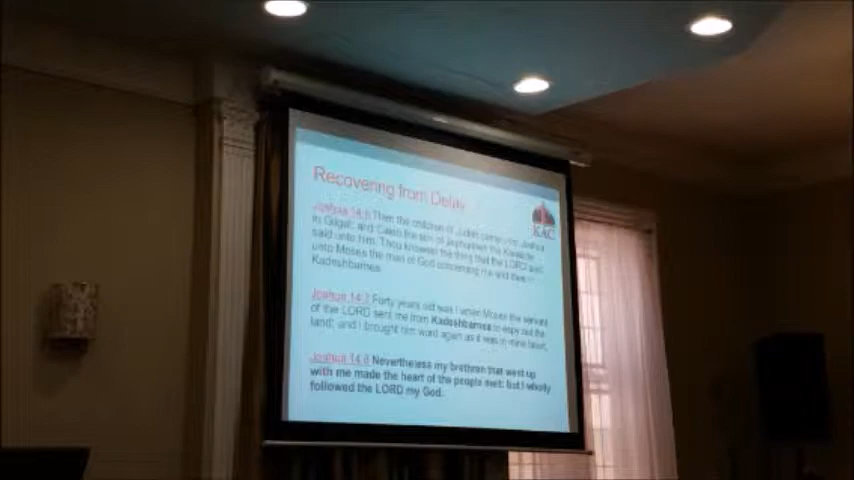 Recovering from Delay
Joshua 14:6 Then the children of Judah came unto Joshua
in Gilgal: and Caleb the son of Jephunneh the Kenezite
said unto him, Thou knowest the thing that the LORD said
unto Moses the man of God concerning me and thee in
Kadeshbarnea.
KAC
Joshua 14:7 Forty years old was I when Moses the servant
of the LORD sent me from Kadeshbarnea to espy out the
land; and I brought him word again as it was in mine heart.
Joshua 14:8 Nevertheless my brethren that went up
with me made the heart of the people melt: but I wholly
followed the LORD my God.